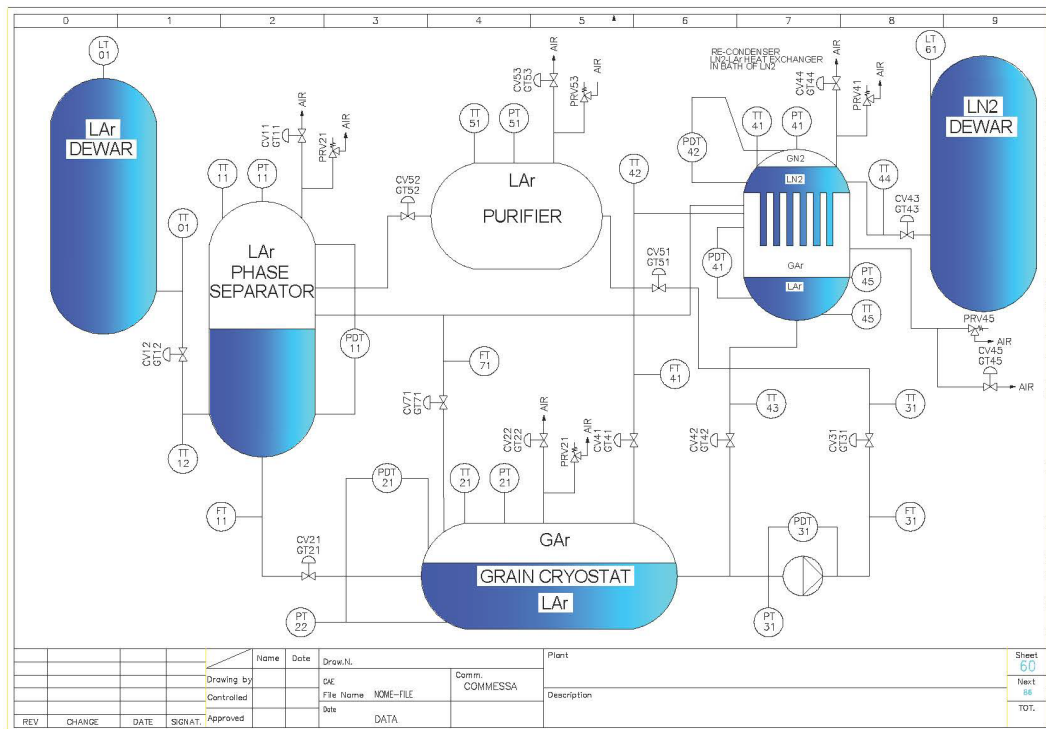 0 1 2 3 4 5 6 7 8 9
LT
01
LAr
DEWAR
TT
01
CV12
GT12
TT
12
TT
11
PT
11
CV11
GT11
AIR
PRV21
AIR
LAr
PHASE
SEPARATOR
PDT
11
FT
11
CV21
GT21
CV52
GT52
TT
51
PT
51
CV53
GT53
AIR
PRV53
AIR
LAr
PURIFIER
TT
42
CV51
GT51
RE-CONDENSER
LN2-LAr HEAT EXCHANGER
IN BATH OF LN2
PDT
42
TT
41
PT
41
CV44
GT44
AIR
PRV41
AIR
GN2
LN2
GAr
LAr
PDT
41
PT
45
TT
45
TT
44
CV43
GT43
LT
61
LN2
DEWAR
PRV45
AIR
CV45
GT45
AIR
FT
71
CV71
GT71
FT
41
CV41
GT41
TT
43
CV42
GT42
TT
31
CV31
GT31
FT
31
PDT
21
TT
21
PT
21
CV22
GT22
AIR
PRV21
AIR
GAr
GRAIN CRYOSTAT
LAr
PT
22
PDT
31
PT
31
Name Date
Drawing by
Controlled
Approved
REV CHANGE DATE SIGNAT.
Draw.N.
CAE
File Name NOME-FILE
Date
DATA
Comm.
COMMESSA
Plant
Description
Sheet
60
Next
TOT.